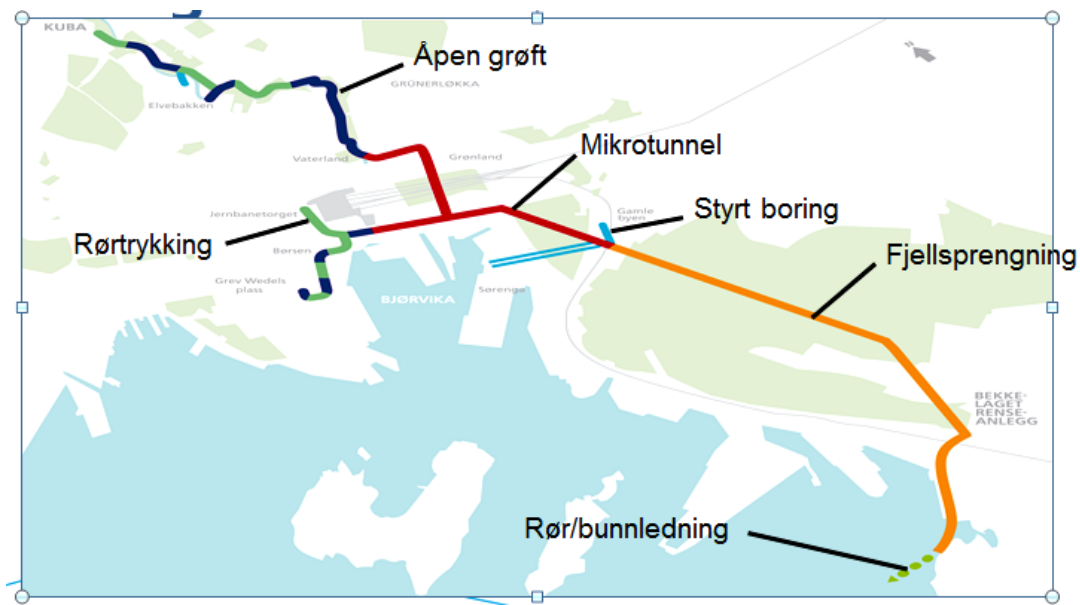 KUBA
Åpen grøft
GRÜNERLØKKA
Elvebakken
Mikrotunnel
Vaterland
Grønland
Styrt boring
Jernbanetorget
Gamle
byen
Rørtrykking
Børsen
Fjellsprengning
Grev Wedels
plass
BJØRVIKA
Sørenga
BEKKE-
LAGET
RENSE-
ANLEGG
Rør/bunnledning